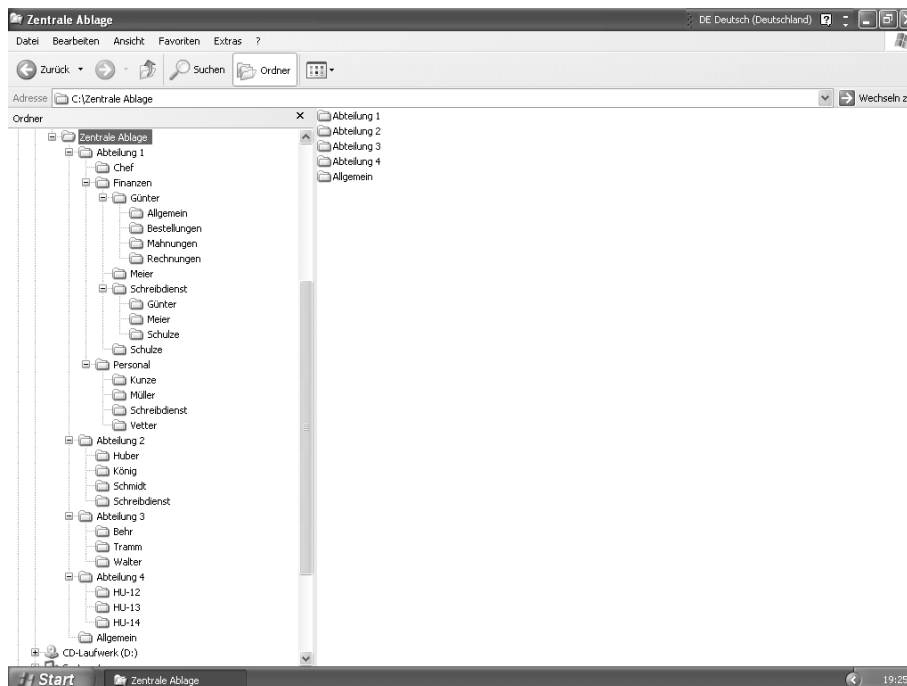 Zentrale Ablage
DE Deutsch (Deutschland)
Datei Bearbeiten Ansicht Favoriten Extras ?
Zurück Suchen Ordner
Adresse C:\Zentrale Ablage Wechseln z
Ordner
Zentrale Ablage
Abteilung 1
Chef
Finanzen
Günter
Allgemein
Bestellungen
Mahnungen
Rechnungen
Meier
Schreibdienst
Günter
Meier
Schulze
Schulze
Personal
Kunze
Müller
Schreibdienst
Vetter
Abteilung 2
Huber
König
Schmidt
Schreibdienst
Abteilung 3
Behr
Tramm
Walter
Abteilung 4
HU-12
HU-13
HU-14
Allgemein
CD-Laufwerk (D:)
Abteilung 1
Abteilung 2
Abteilung 3
Abteilung 4
Allgemein
Start Zentrale Ablage 19:25